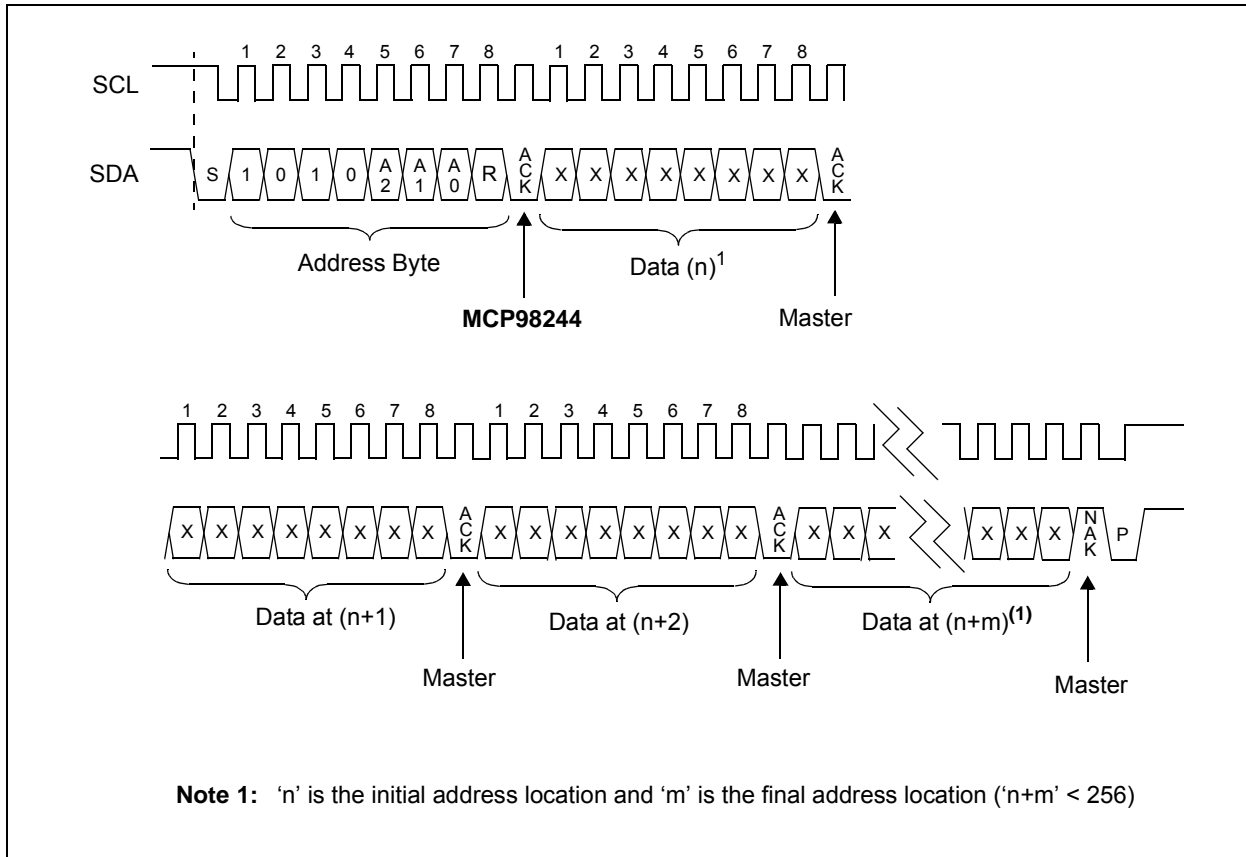 1 2 3 4 5 6 7 8 1 2 3 4 5 6 7 8
SCL
SDA S 1 0 1 0 A2 A1 A0 R ACK X X X X X X X X ACK
Address Byte Data (n)1
MCP98244 Master
1 2 3 4 5 6 7 8 1 2 3 4 5 6 7 8
X X X X X X X X ACK X X X X X X X X ACK X X X X X X NAK P
Data at (n+1) Data at (n+2) Data at (n+m)(1)
Master Master Master
Note 1: ‘n’ is the initial address location and ‘m’ is the final address location (‘n+m’ < 256)